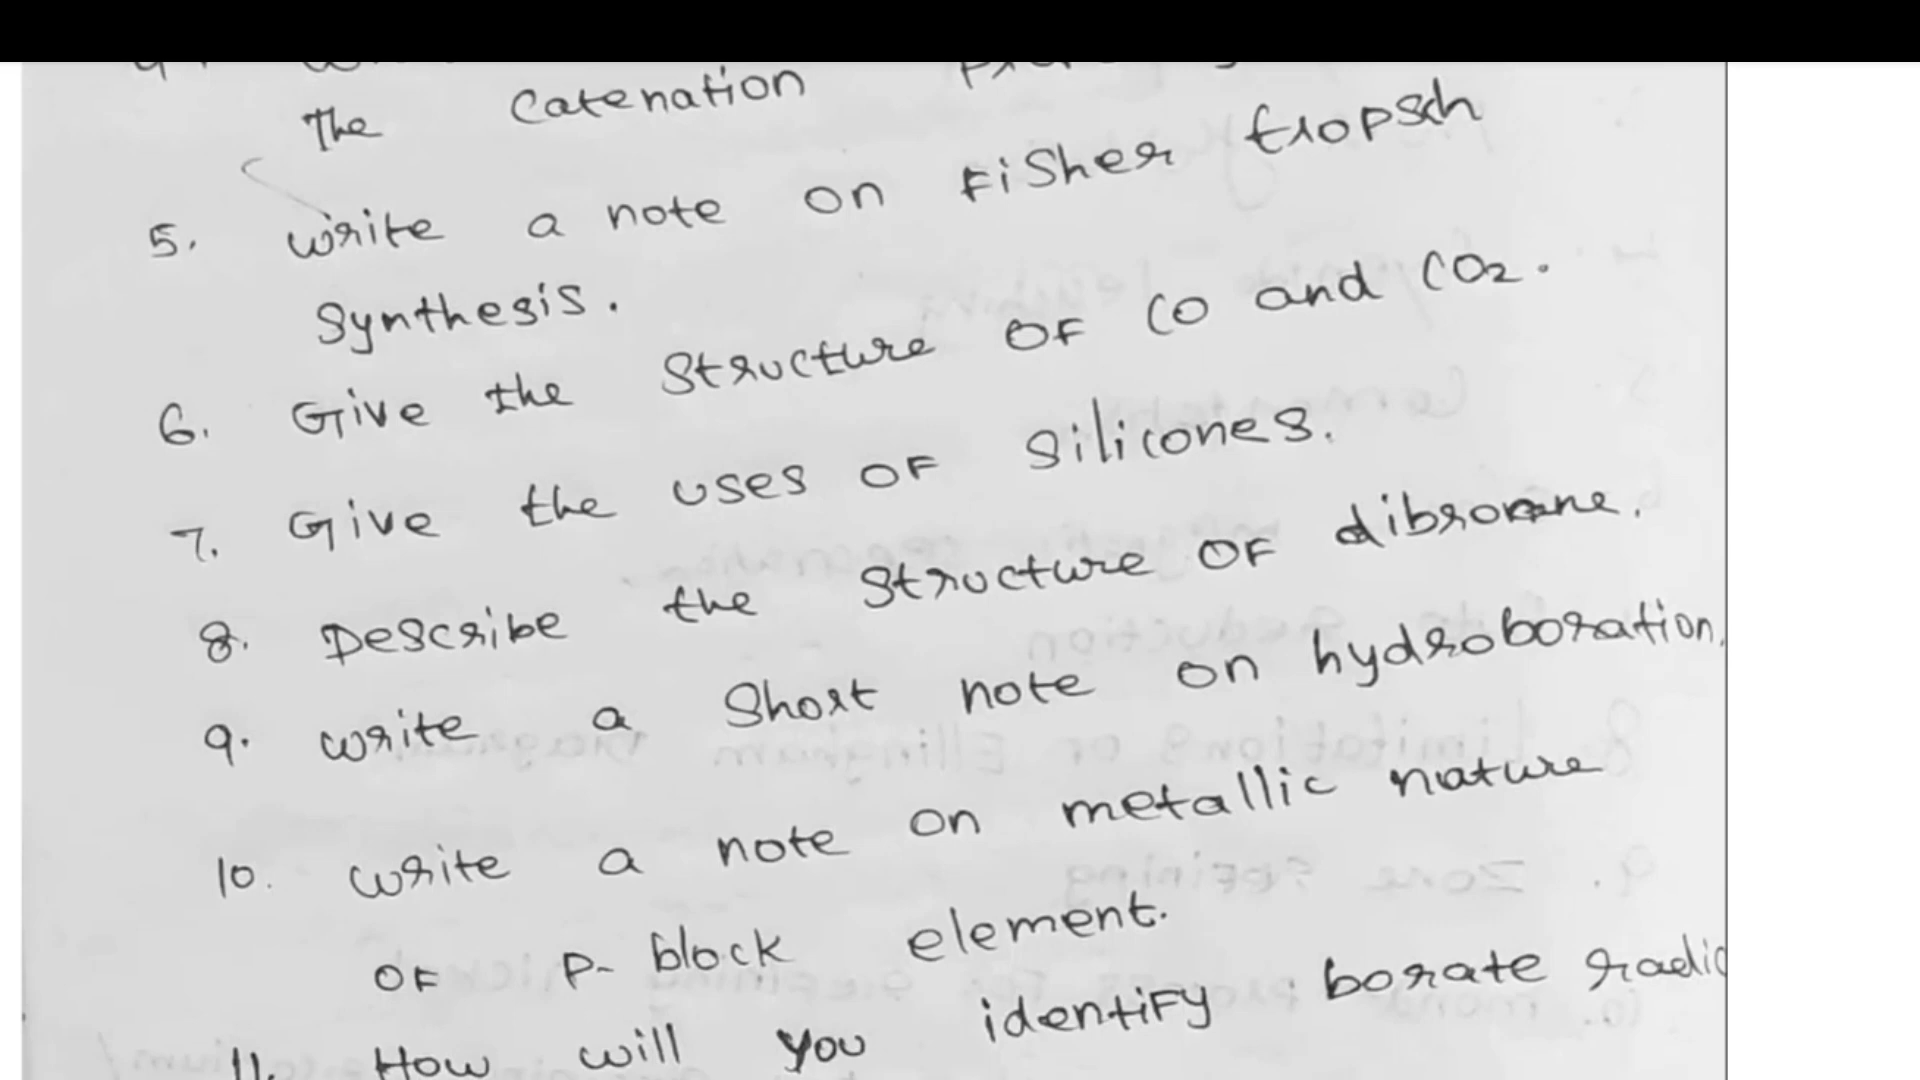 The Catenation
5. Write a note on Fisher tropsch
Synthesis.
6. Give the Structure OF CO and CO2.
7. Give the uses OF Silicones.
8. Describe the Structure OF
9. write a Short note on hydroboration.
10. write a note on metallic nature
OF P-block element.
11. How will you identify borate